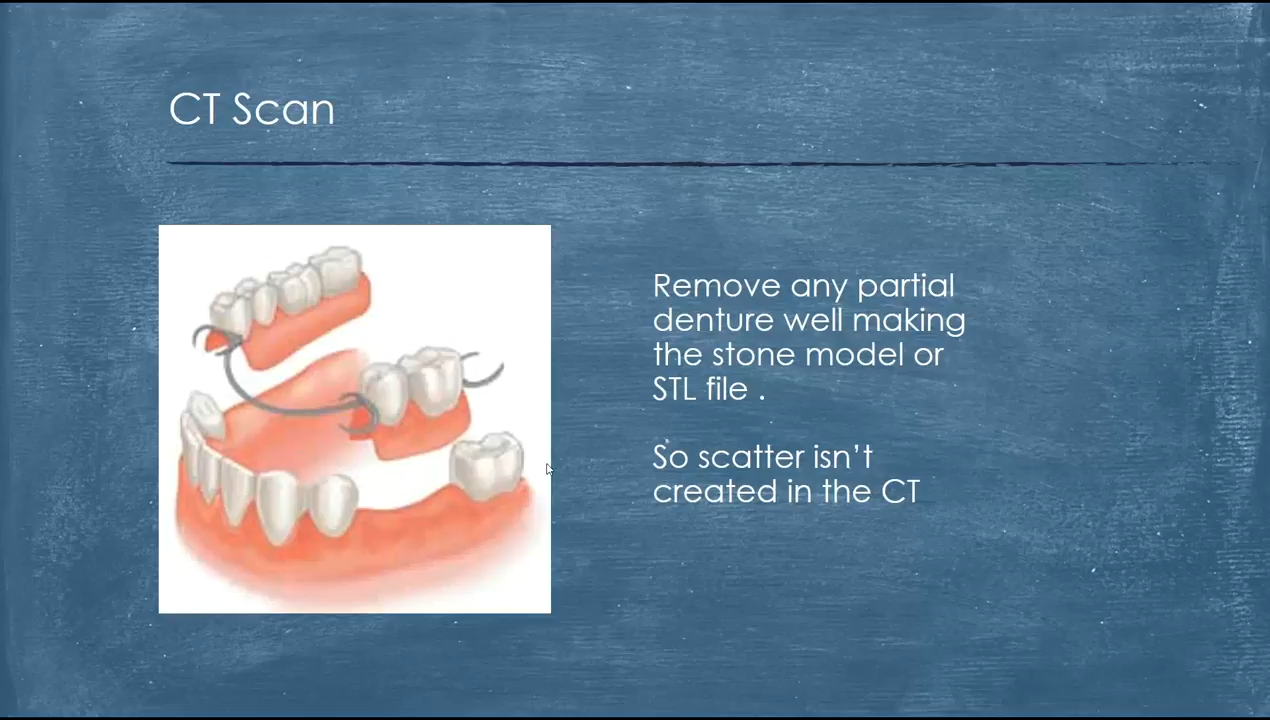 CT Scan
Remove any partial
denture well making
the stone model or
STL file .
So scatter isn’t
created in the CT